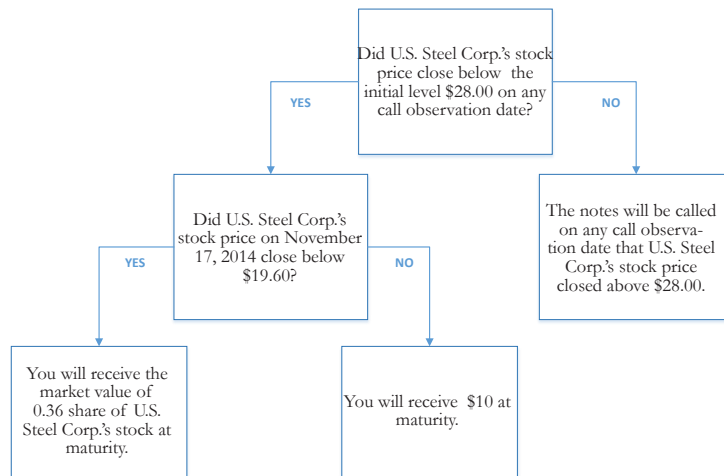 Did U.S. Steel Corp.'s stock
price close below the
initial level $28.00 on any
call observation date?
YES
NO
Did U.S. Steel Corp.'s
stock price on November
17, 2014 close below
$19.60?
The notes will be called
on any call observa-
tion date that U.S. Steel
Corp.'s stock price
closed above $28.00.
YES
NO
You will receive the
market value of
0.36 share of U.S.
Steel Corp.'s stock at
maturity.
You will receive $10 at
maturity.